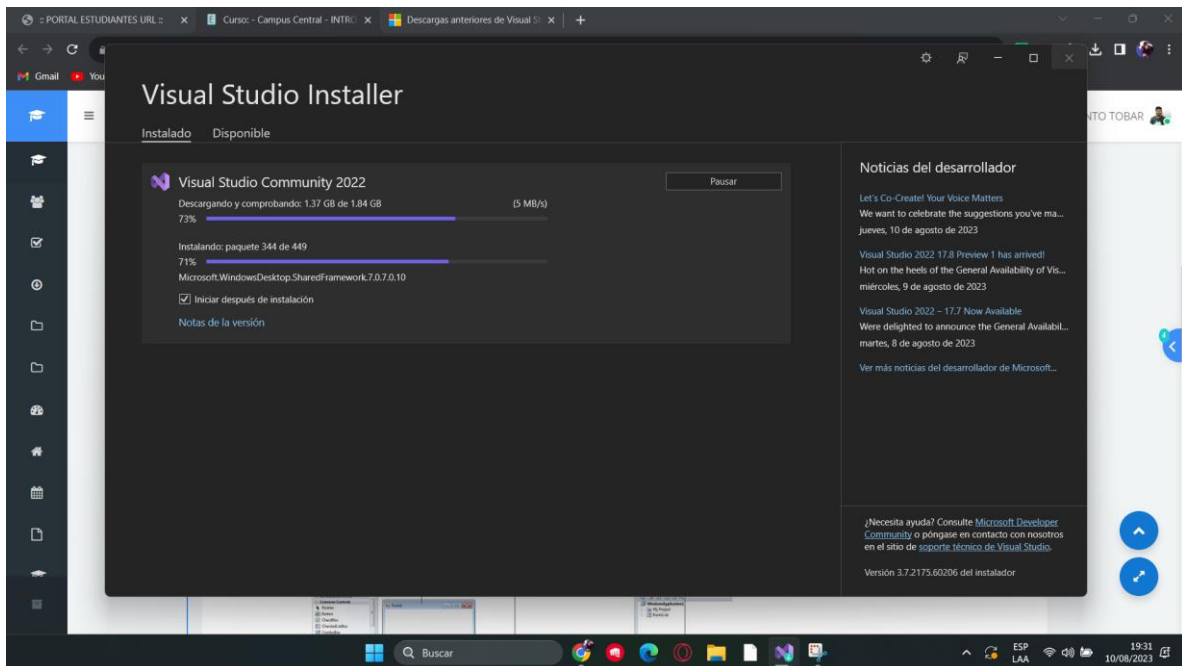 :: PORTAL ESTUDIANTES URL ::
Curso: - Campus Central - INTRO
Descargas anteriores de Visual St
Gmail
You
NTO TOBAR
Visual Studio Installer
Instalado Disponible
Visual Studio Community 2022
Pausar
Descargando y comprobando: 1.37 GB de 1.84 GB (5 MB/s)
73%
Instalando: paquete 344 de 449
71%
Microsoft.WindowsDesktop.SharedFramework.7.0.7.0.10
Iniciar después de instalación
Notas de la versión
Noticias del desarrollador
Let's Co-Create! Your Voice Matters
We want to celebrate the suggestions you've ma...
jueves, 10 de agosto de 2023
Visual Studio 2022 17.8 Preview 1 has arrived!
Hot on the heels of the General Availability of Vis...
miércoles, 9 de agosto de 2023
Visual Studio 2022 – 17.7 Now Available
Were delighted to announce the General Availabil...
martes, 8 de agosto de 2023
Ver más noticias del desarrollador de Microsoft...
¿Necesita ayuda? Consulte Microsoft Developer
Community o póngase en contacto con nosotros
en el sitio de soporte técnico de Visual Studio.
Versión 3.7.2175.60206 del instalador
4
Buscar
ESP
LAA
19:31
10/08/2023